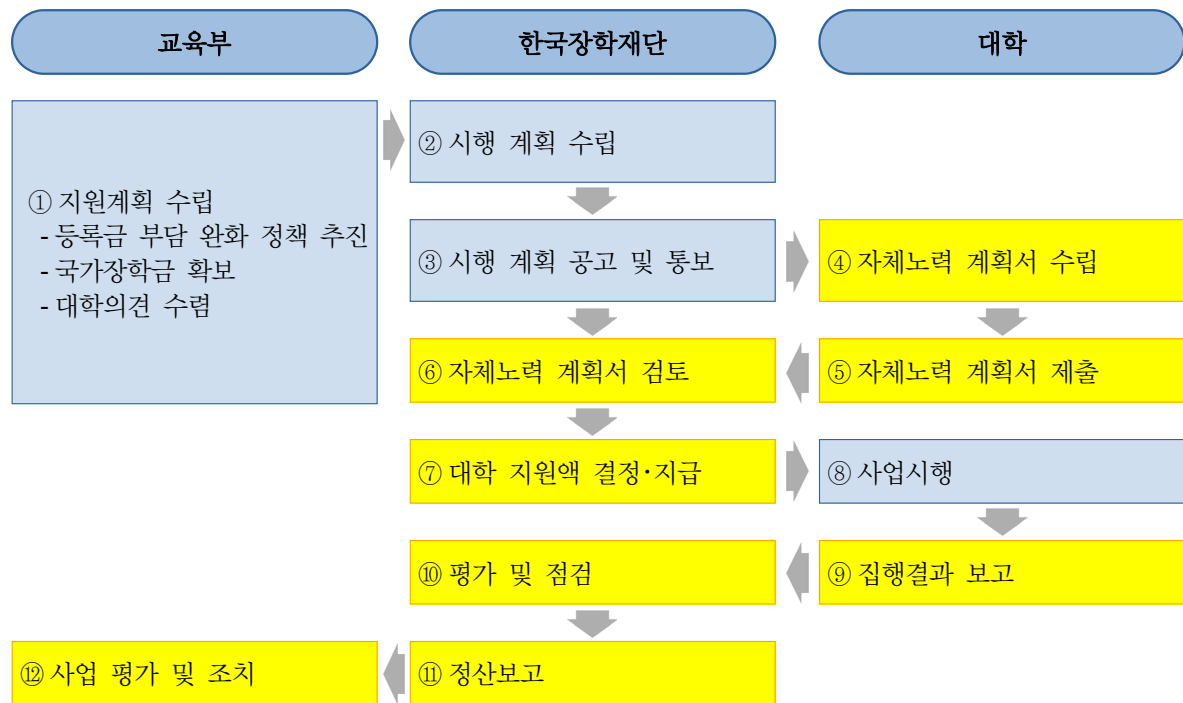 교육부
한국장학재단
대학
① 지원계획 수립
- 등록금 부담 완화 정책 추진
- 국가장학금 확보
- 대학의견 수렴
② 시행 계획 수립
③ 시행 계획 공고 및 통보
④ 자체노력 계획서 수립
⑤ 자체노력 계획서 제출
⑥ 자체노력 계획서 검토
⑦ 대학 지원액 결정·지급
⑧ 사업시행
⑨ 집행결과 보고
⑩ 평가 및 점검
⑪ 정산보고
⑫ 사업 평가 및 조치